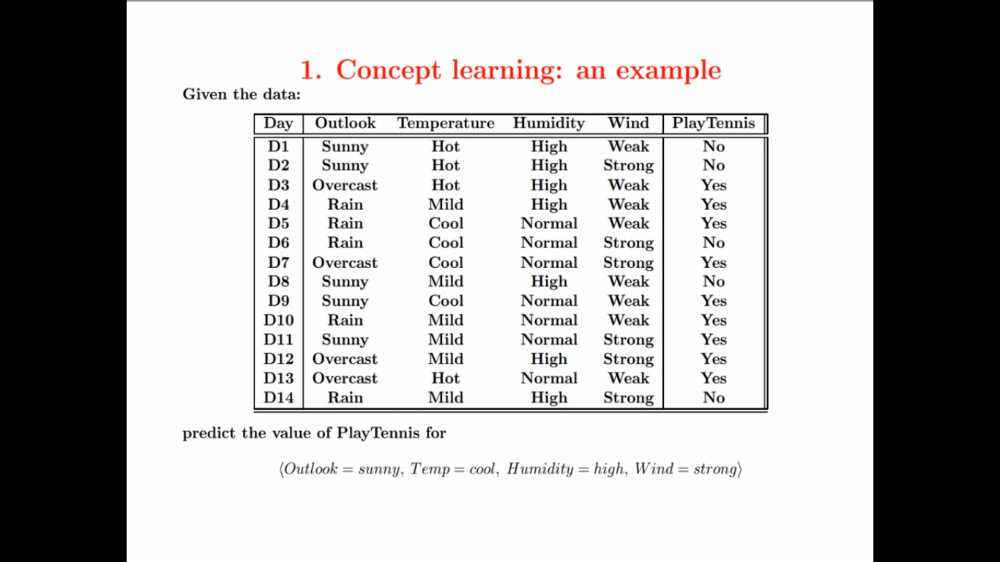 1. Concept learning: an example
Given the data:
Day Outlook Temperature Humidity Wind PlayTennis
D1 Sunny Hot High Weak No
D2 Sunny Hot High Strong No
D3 Overcast Hot High Weak Yes
D4 Rain Mild High Weak Yes
D5 Rain Cool Normal Weak Yes
D6 Rain Cool Normal Strong No
D7 Overcast Cool Normal Strong Yes
D8 Sunny Mild High Weak No
D9 Sunny Cool Normal Weak Yes
D10 Rain Mild Normal Weak Yes
D11 Sunny Mild Normal Strong Yes
D12 Overcast Mild High Strong Yes
D13 Overcast Hot Normal Weak Yes
D14 Rain Mild High Strong No
predict the value of PlayTennis for
⟨Outlook = sunny, Temp = cool, Humidity = high, Wind = strong⟩